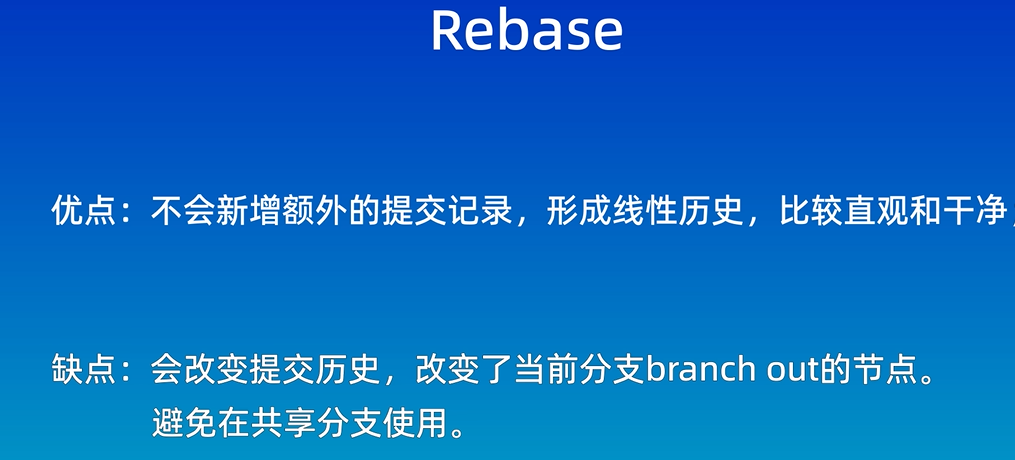 Rebase
优点：不会新增额外的提交记录，形成线性历史，比较直观和干净，
缺点：会改变提交历史，改变了当前分支branch out的节点。
避免在共享分支使用。